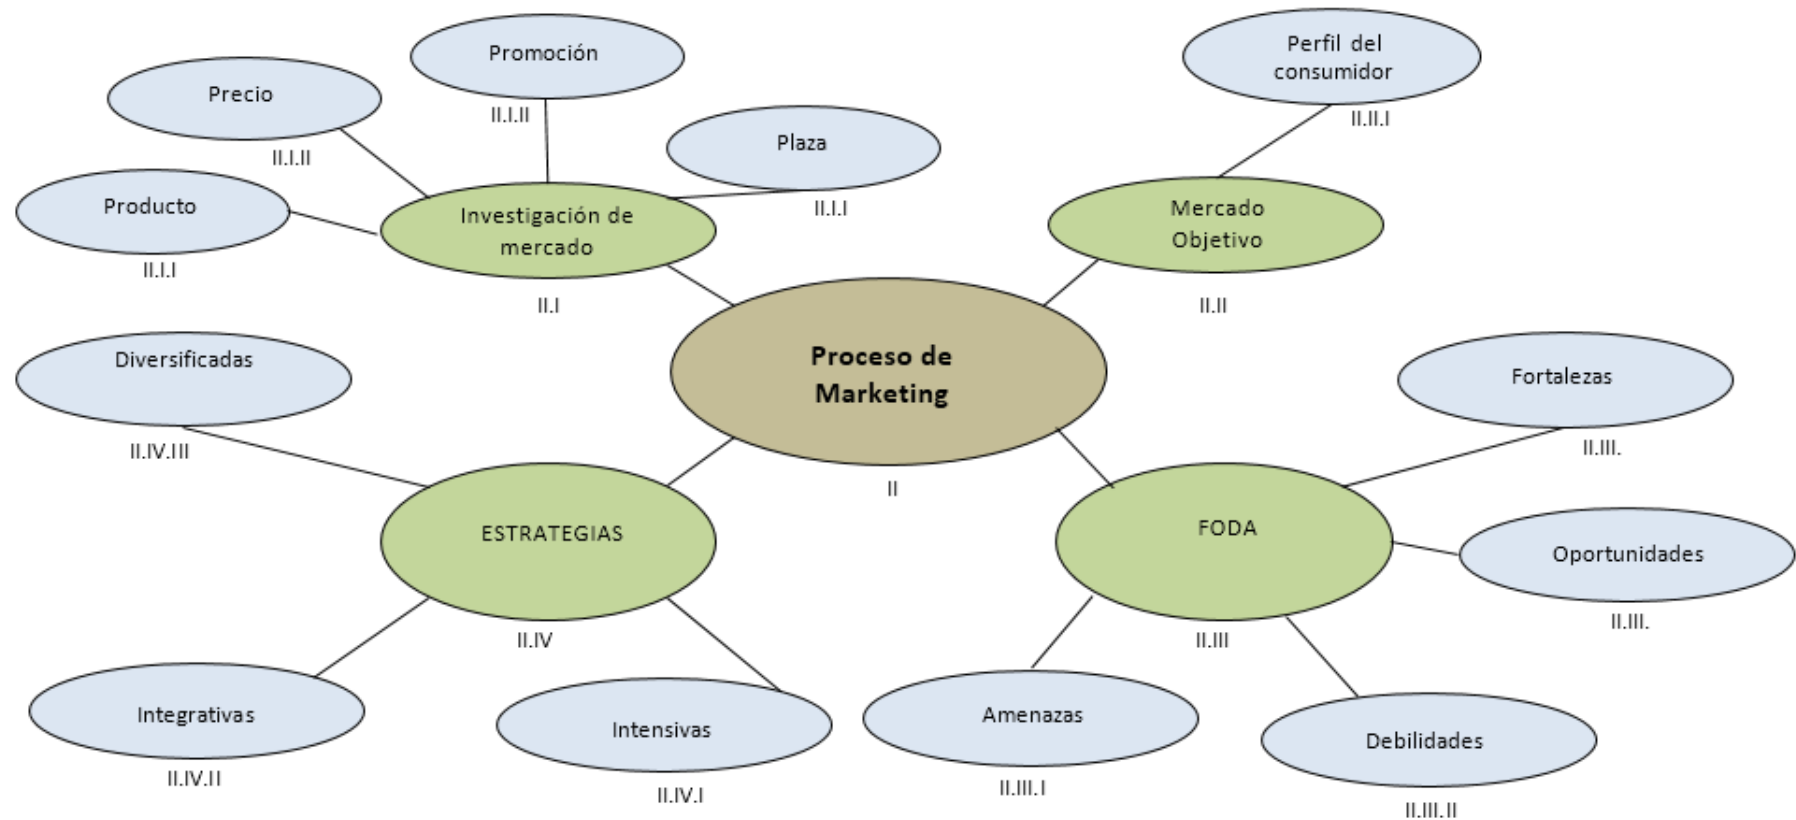 Promoción
II.I.II
Precio
II.I.II
Plaza
II.I.I
Producto
II.I.I
Investigación de
mercado
II.I
Perfil del
consumidor
II.II.I
Mercado
Objetivo
II.II
Proceso de
Marketing
II
Diversificadas
II.IV.III
ESTRATEGIAS
II.IV
Integrativas
II.IV.II
Intensivas
II.IV.I
Fortalezas
II.III.
FODA
II.III
Oportunidades
II.III.
Amenazas
II.III.I
Debilidades
II.III.II